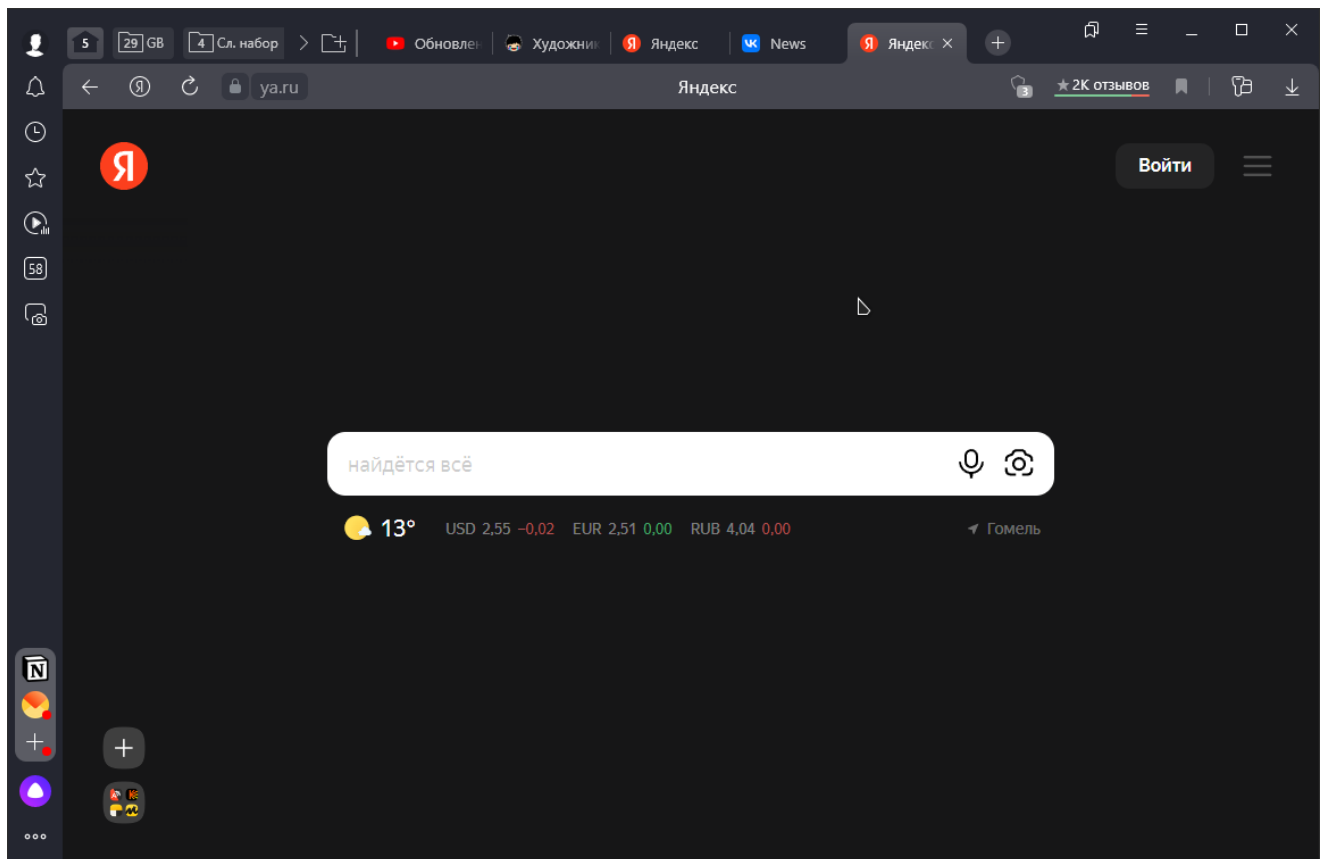 5 29 GB 4 Сл. набор Обновлен Художник Я Яндекс VK News Я Яндекс
Я ya.ru Яндекс 3 ★ 2K отзывов
Я Войти
58
найдётся всё
13° USD 2,55 −0,02 EUR 2,51 0,00 RUB 4,04 0,00 Гомель
N